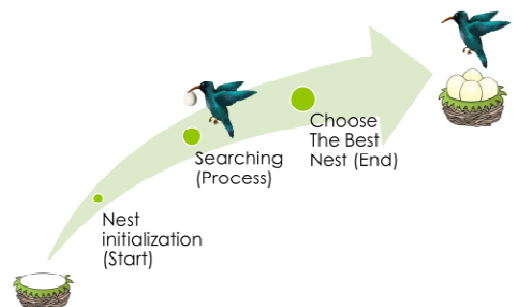 Nest
initialization
(Start)
Searching
(Process)
Choose
The Best
Nest (End)